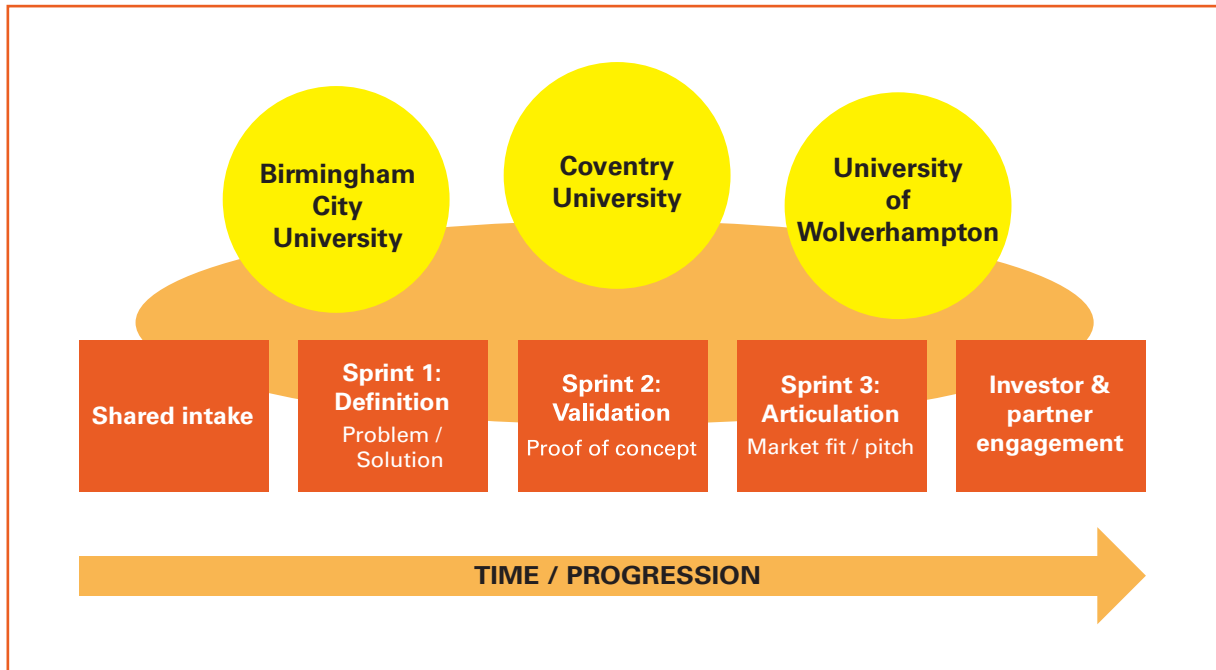 Birmingham
City
University
Coventry
University
University
of
Wolverhampton
Shared intake
Sprint 1:
Definition
Problem /
Solution
Sprint 2:
Validation
Proof of concept
Sprint 3:
Articulation
Market fit / pitch
Investor &
partner
engagement
TIME / PROGRESSION